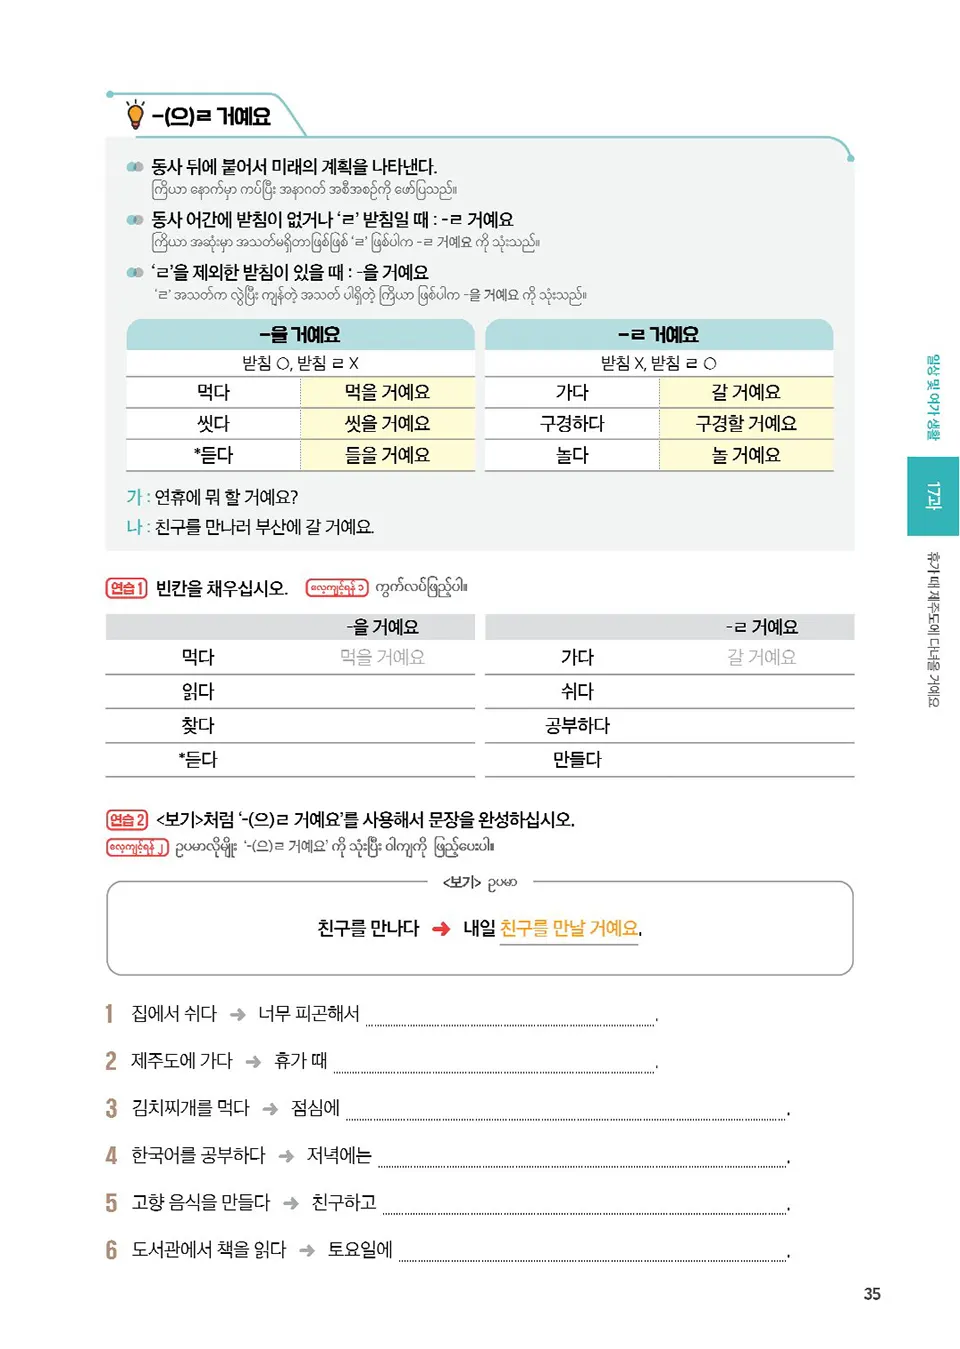 -(으)ㄹ 거예요
동사 뒤에 붙어서 미래의 계획을 나타낸다.
ကြိယာ နောက်မှာ ကပ်ပြီး အနာဂတ် အစီအစဉ်ကို ဖော်ပြသည်။
동사 어간에 받침이 없거나 ‘ㄹ’ 받침일 때 : -ㄹ 거예요
ကြိယာ အဆုံးမှာ အသတ်မရှိတာဖြစ်ဖြစ် ‘ㄹ’ ဖြစ်ပါက -ㄹ 거예요 ကို သုံးသည်။
‘ㄹ’을 제외한 받침이 있을 때 : -을 거예요
‘ㄹ’ အသတ်က လွဲပြီး ကျန်တဲ့ အသတ် ပါရှိတဲ့ ကြိယာ ဖြစ်ပါက -을 거예요 ကို သုံးသည်။
-을 거예요 -ㄹ 거예요
받침 O, 받침 ㄹ X 받침 X, 받침 ㄹ O
먹다 먹을 거예요 가다 갈 거예요
씻다 씻을 거예요 구경하다 구경할 거예요
*듣다 들을 거예요 놀다 놀 거예요
가 : 연휴에 뭐 할 거예요?
나 : 친구를 만나러 부산에 갈 거예요.
연습 1 빈칸을 채우십시오. လေ့ကျင့်ရန် ၁ ကွက်လပ်ဖြည့်ပါ။
-을 거예요 -ㄹ 거예요
먹다 먹을 거예요 가다 갈 거예요
읽다 쉬다
찾다 공부하다
*듣다 만들다
연습 2 <보기>처럼 ‘-(으)ㄹ 거예요’를 사용해서 문장을 완성하십시오.
လေ့ကျင့်ရန် ၂ ဥပမာလိုမျိုး ‘-(으)ㄹ 거예요’ ကို သုံးပြီး ဝါကျကို ဖြည့်ပေးပါ။
<보기> ဥပမာ
친구를 만나다 ➜ 내일 친구를 만날 거예요.
1 집에서 쉬다 ➜ 너무 피곤해서 .
2 제주도에 가다 ➜ 휴가 때 .
3 김치찌개를 먹다 ➜ 점심에 .
4 한국어를 공부하다 ➜ 저녁에는 .
5 고향 음식을 만들다 ➜ 친구하고 .
6 도서관에서 책을 읽다 ➜ 토요일에 .
일상 및 여가 생활
17과
휴가 때 제주도에 다녀올 거예요
35